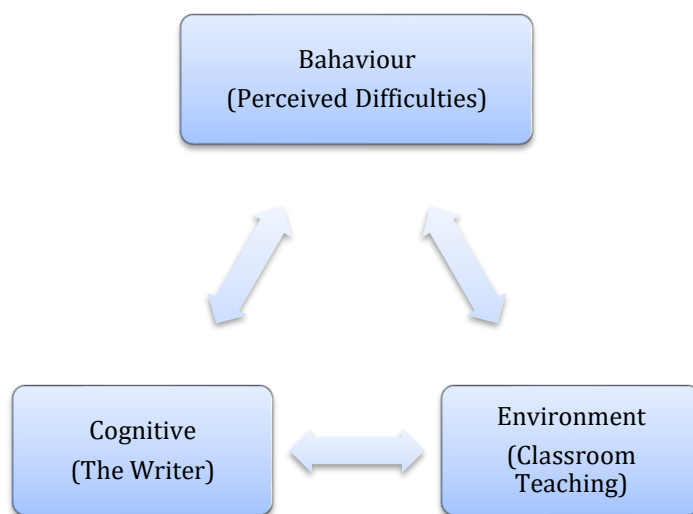 Bahaviour
(Perceived Difficulties)
Cognitive
(The Writer)
Environment
(Classroom
Teaching)